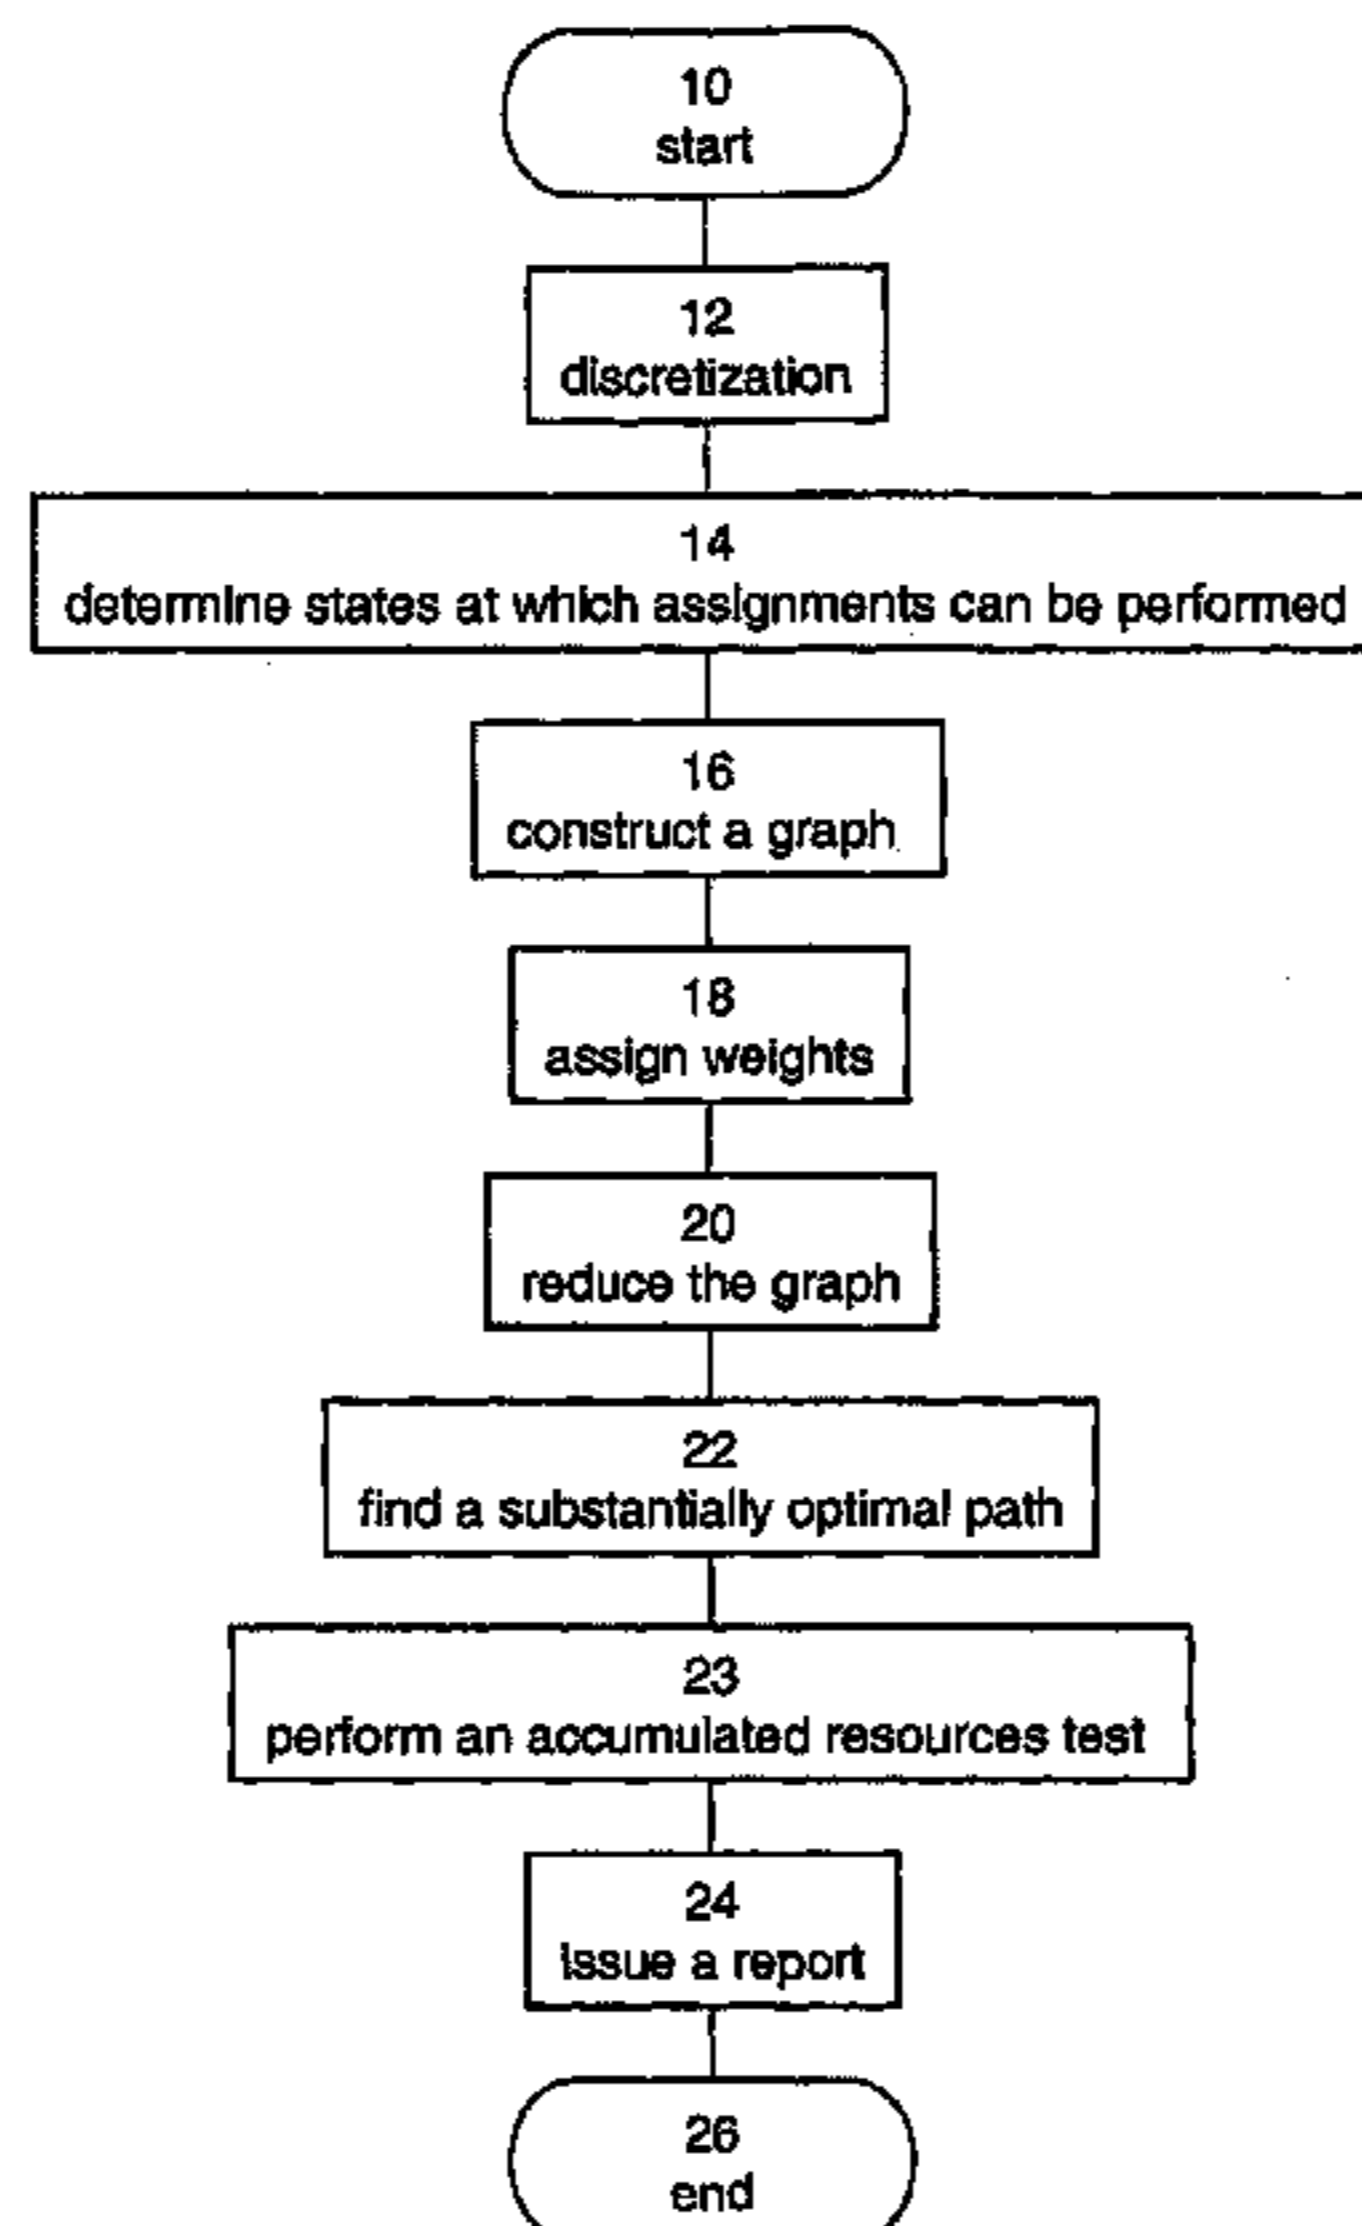 10
start
12
discretization
14
determine states at which assignments can be performed
16
construct a graph
18
assign weights
20
reduce the graph
22
find a substantially optimal path
23
perform an accumulated resources test
24
issue a report
26
end